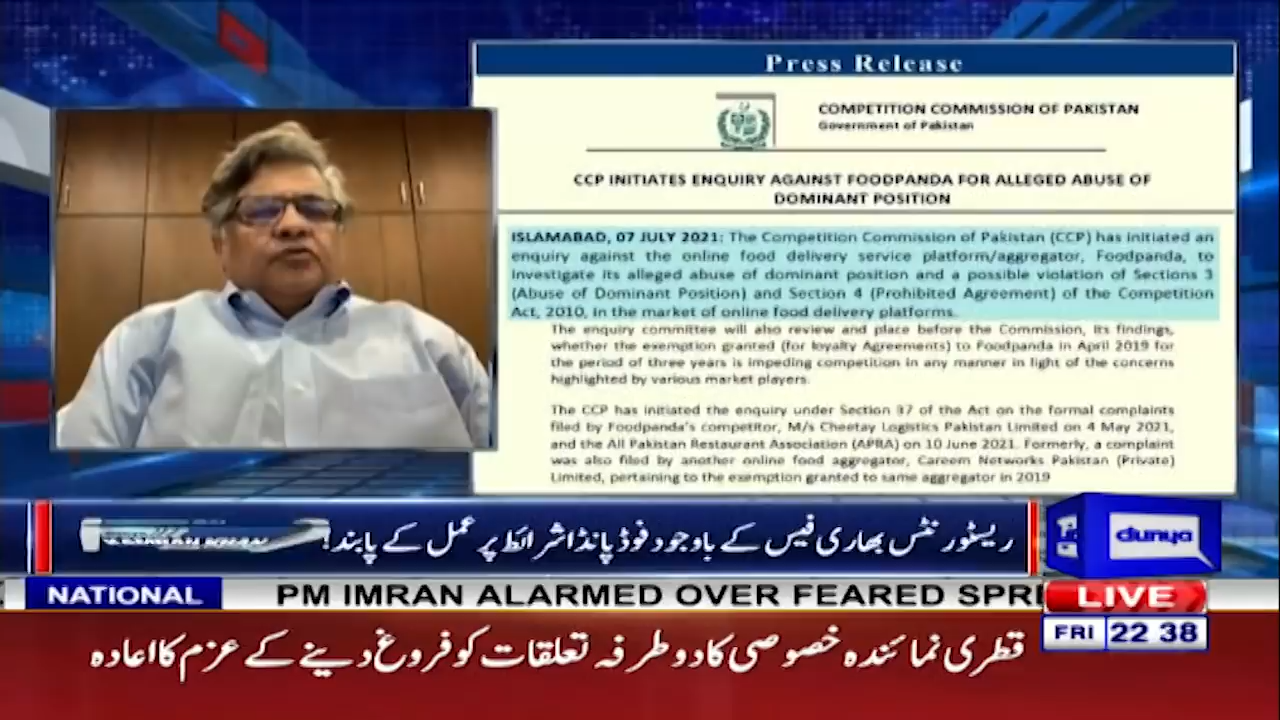 Press Release
COMPETITION COMMISSION OF PAKISTAN
Government of Pakistan
CCP INITIATES ENQUIRY AGAINST FOODPANDA FOR ALLEGED ABUSE OF
DOMINANT POSITION
ISLAMABAD, 07 JULY 2021: The Competition Commission of Pakistan (CCP) has initiated an
enquiry against the online food delivery service platform/aggregator, Foodpanda, to
investigate its alleged abuse of dominant position and a possible violation of Sections 3
(Abuse of Dominant Position) and Section 4 (Prohibited Agreement) of the Competition
Act, 2010, in the market of online food delivery platforms.
The enquiry committee will also review and place before the Commission, its findings,
whether the exemption granted (for loyalty Agreements) to Foodpanda in April 2019 for
the period of three years is impeding competition in any manner in light of the concerns
highlighted by various market players.
The CCP has initiated the enquiry under Section 37 of the Act on the formal complaints
filed by Foodpanda's competitor, M/s Cheetay Logistics Pakistan Limited on 4 May 2021,
and the All Pakistan Restaurant Association (APRA) on 10 June 2021. Formerly, a complaint
was also filed by another online food aggregator, Careem Networks Pakistan (Private)
Limited, pertaining to the exemption granted to same aggregator in 2019
ریسٹورنٹس بھاری فیس کے باوجود فوڈ پانڈا شرائط پر عمل کے پابند!
dunya
NATIONAL
PM IMRAN ALARMED OVER FEARED SPRE
LIVE
FRI 22 38
قطری نمائندہ خصوصی کا دو طرفہ تعلقات کو فروغ دینے کے عزم کا اعادہ